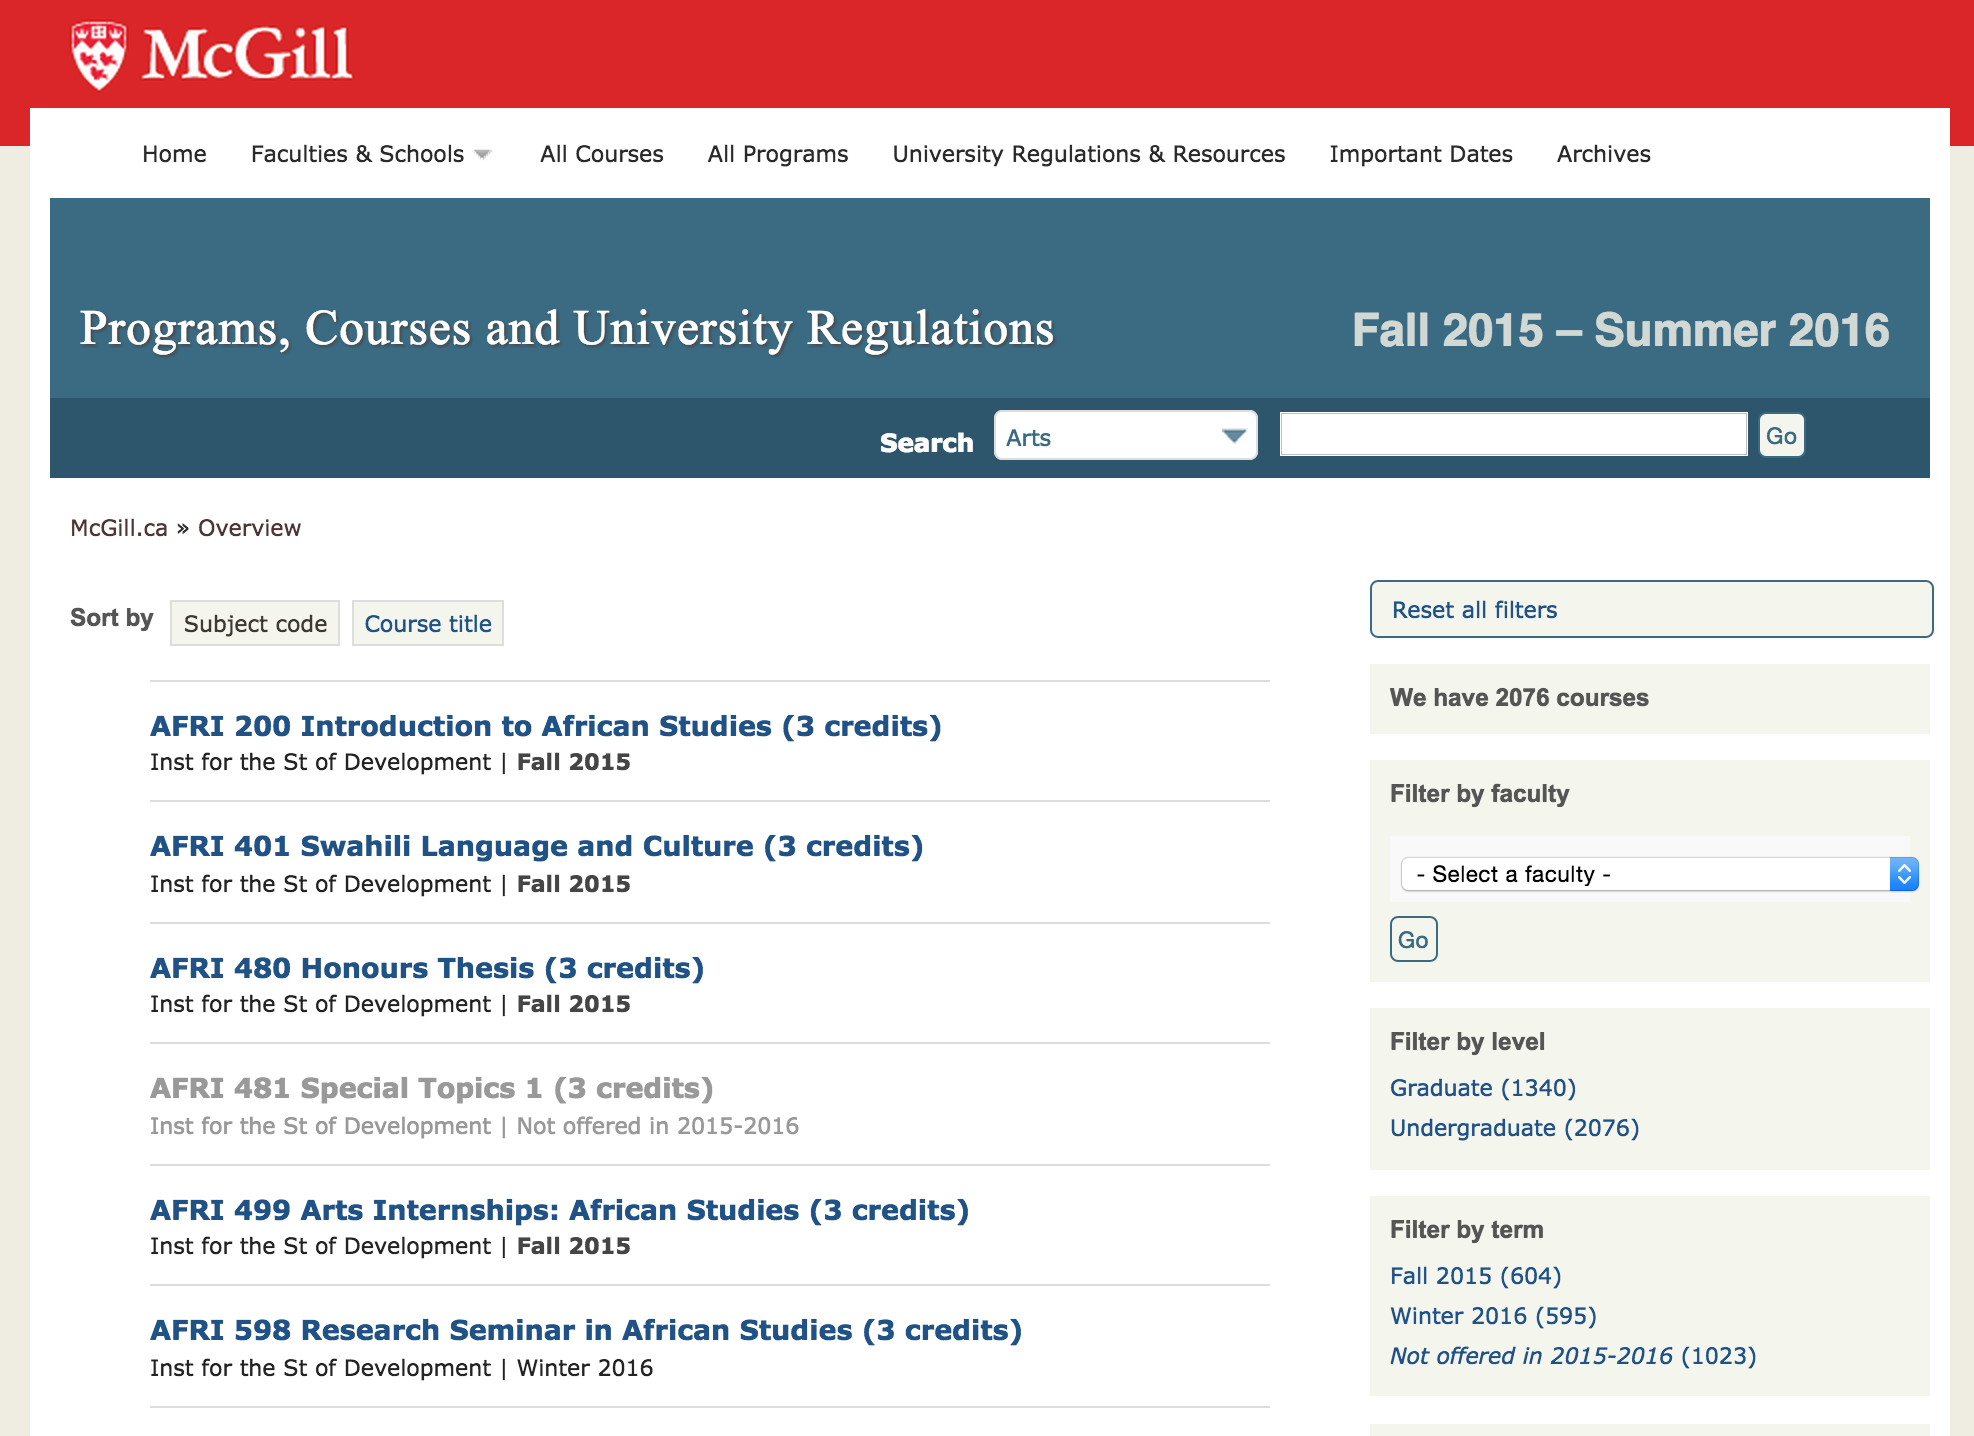 McGill
Home Faculties & Schools All Courses All Programs University Regulations & Resources Important Dates Archives
Programs, Courses and University Regulations
Fall 2015 – Summer 2016
Search Arts Go
McGill.ca » Overview
Sort by Subject code Course title
AFRI 200 Introduction to African Studies (3 credits)
Inst for the St of Development | Fall 2015
AFRI 401 Swahili Language and Culture (3 credits)
Inst for the St of Development | Fall 2015
AFRI 480 Honours Thesis (3 credits)
Inst for the St of Development | Fall 2015
AFRI 481 Special Topics 1 (3 credits)
Inst for the St of Development | Not offered in 2015-2016
AFRI 499 Arts Internships: African Studies (3 credits)
Inst for the St of Development | Fall 2015
AFRI 598 Research Seminar in African Studies (3 credits)
Inst for the St of Development | Winter 2016
Reset all filters
We have 2076 courses
Filter by faculty
- Select a faculty -
Go
Filter by level
Graduate (1340)
Undergraduate (2076)
Filter by term
Fall 2015 (604)
Winter 2016 (595)
Not offered in 2015-2016 (1023)